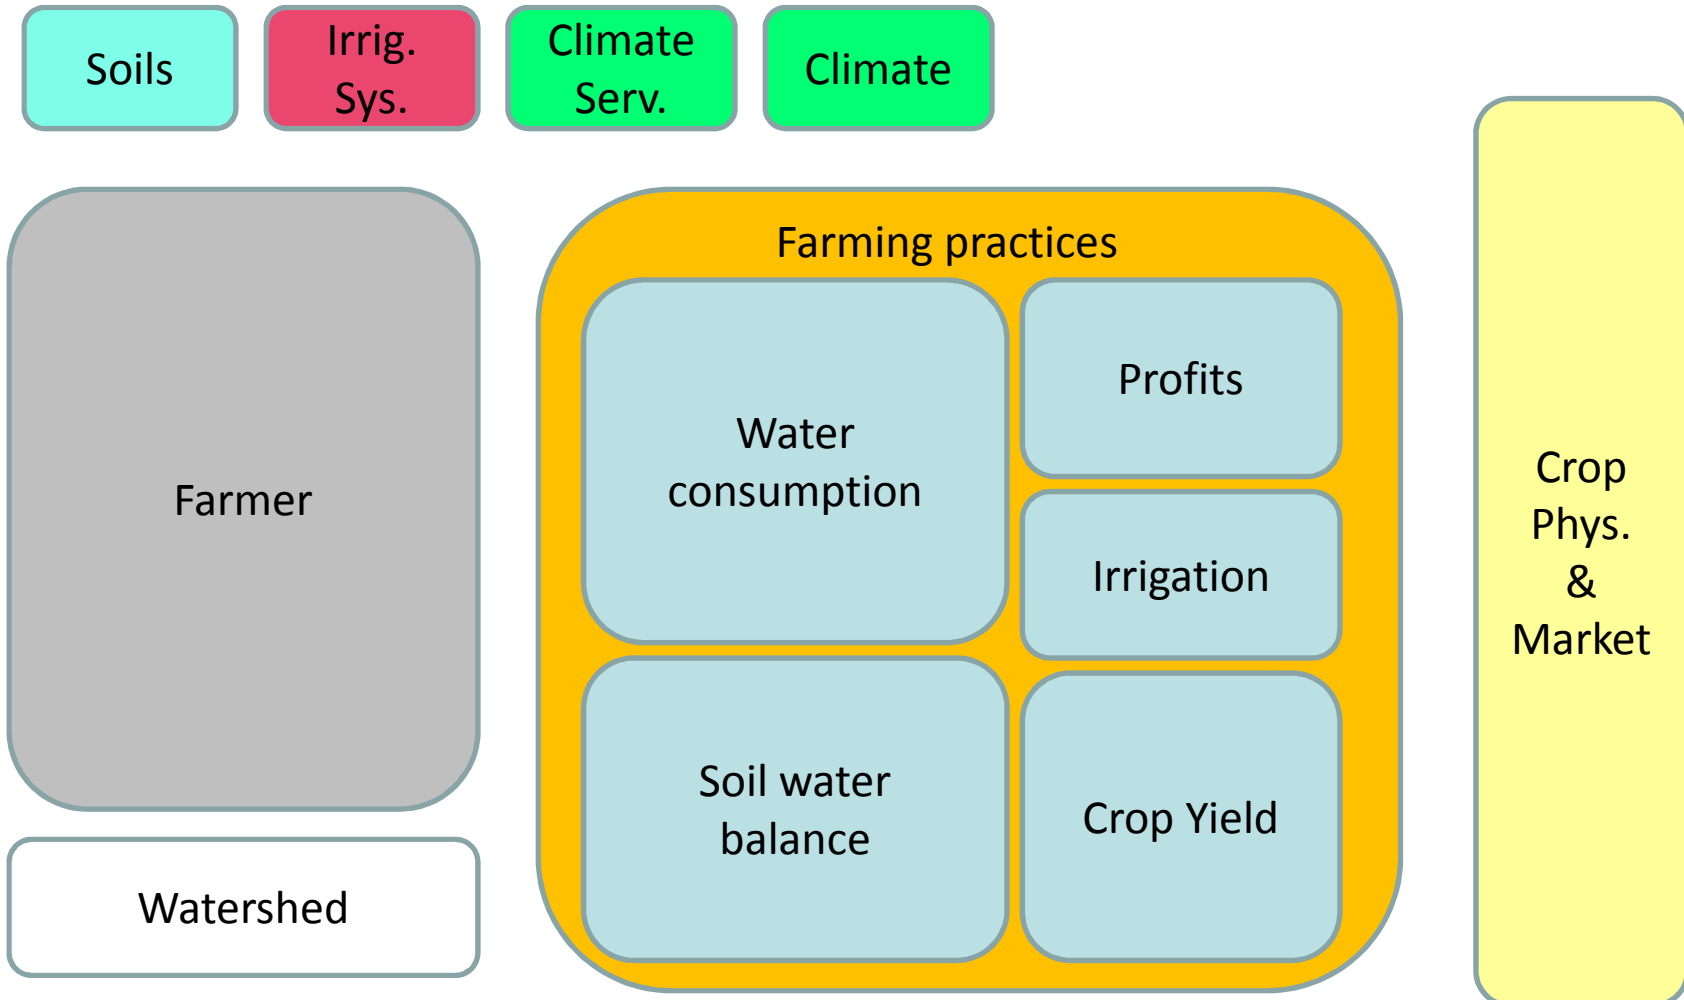 Soils
Irrig.
Sys.
Climate
Serv.
Climate
Farmer
Watershed
Farming practices
Water
consumption
Profits
Irrigation
Soil water
balance
Crop Yield
Crop
Phys.
&
Market